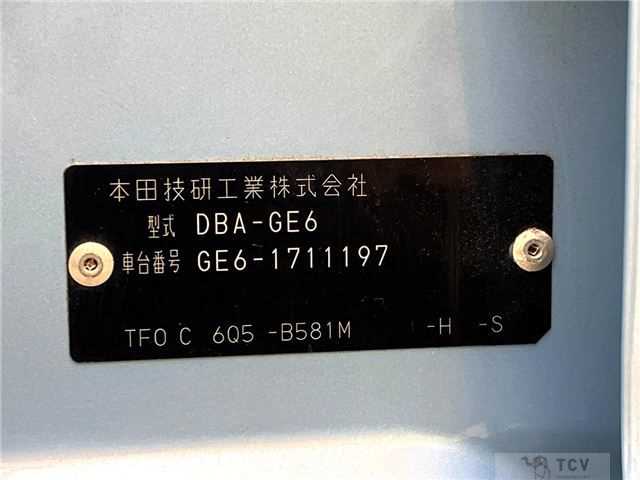 本田技研工業株式会社
型式 DBA-GE6
車台番号 GE6-1711197
TF0 C 6Q5 -B581M -H -S
TCV